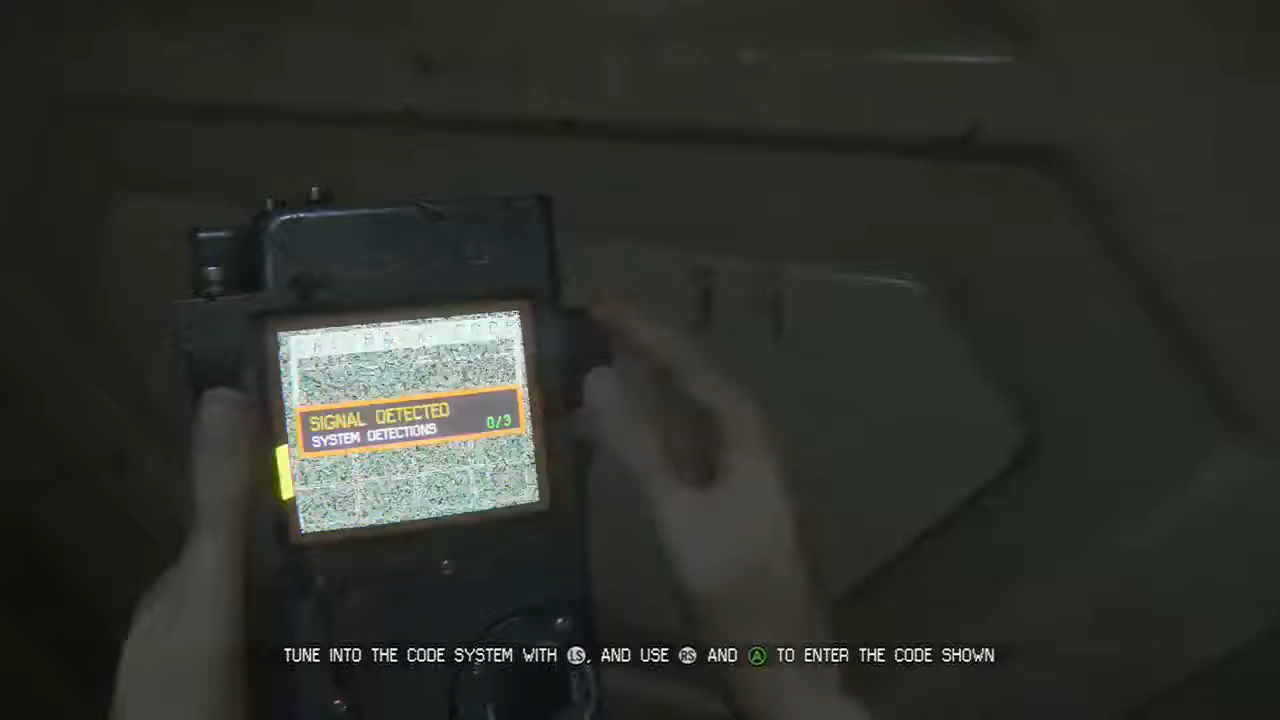 SIGNAL DETECTED
SYSTEM DETECTIONS 0/3
TUNE INTO THE CODE SYSTEM WITH LS, AND USE RS AND A TO ENTER THE CODE SHOWN